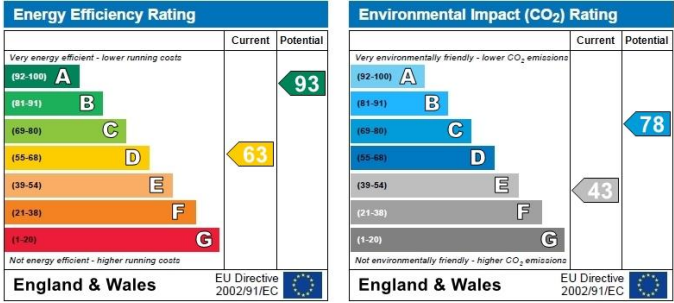 Energy Efficiency Rating
Current Potential
Very energy efficient - lower running costs
(92-100) A
93
(81-91) B
(69-80) C
(55-68) D
63
(39-54) E
(21-38) F
(1-20) G
Not energy efficient - higher running costs
England & Wales
EU Directive
2002/91/EC
Environmental Impact (CO2) Rating
Current Potential
Very environmentally friendly - lower CO2 emissions
(92-100) A
(81-91) B
(69-80) C
78
(55-68) D
(39-54) E
43
(21-38) F
(1-20) G
Not environmentally friendly - higher CO2 emissions
England & Wales
EU Directive
2002/91/EC